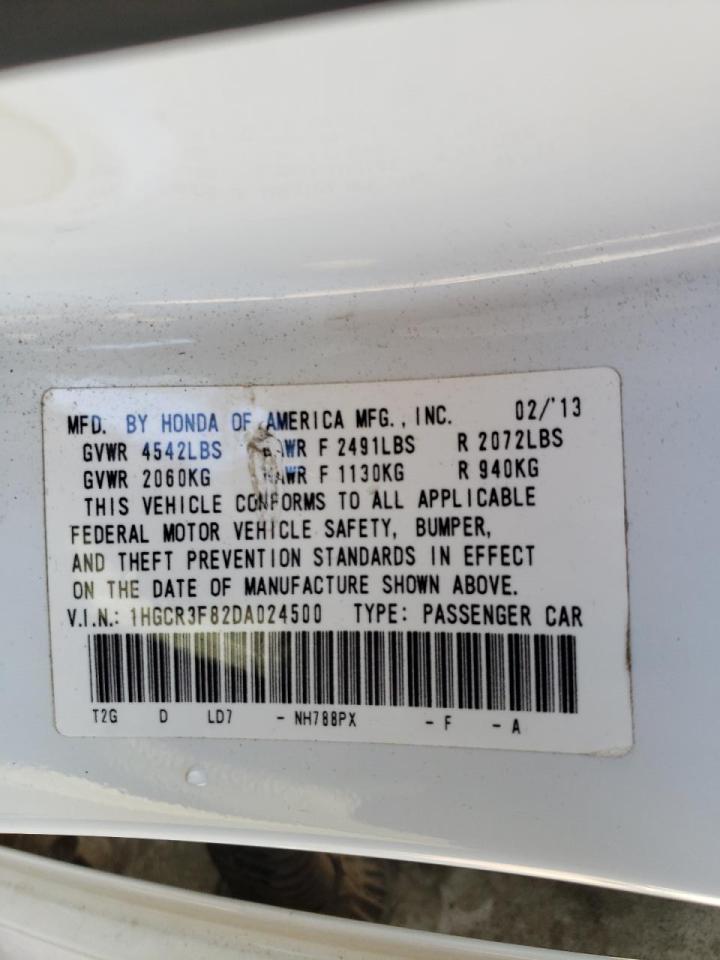 MFD. BY HONDA OF AMERICA MFG., INC. 02/'13
GVWR 4542LBS GAWR F 2491LBS R 2072LBS
GVWR 2060KG GAWR F 1130KG R 940KG
THIS VEHICLE CONFORMS TO ALL APPLICABLE
FEDERAL MOTOR VEHICLE SAFETY, BUMPER,
AND THEFT PREVENTION STANDARDS IN EFFECT
ON THE DATE OF MANUFACTURE SHOWN ABOVE.
V.I.N.: 1HGCR3F82DA024500 TYPE: PASSENGER CAR
T2G D LD7 - NH788PX - F - A